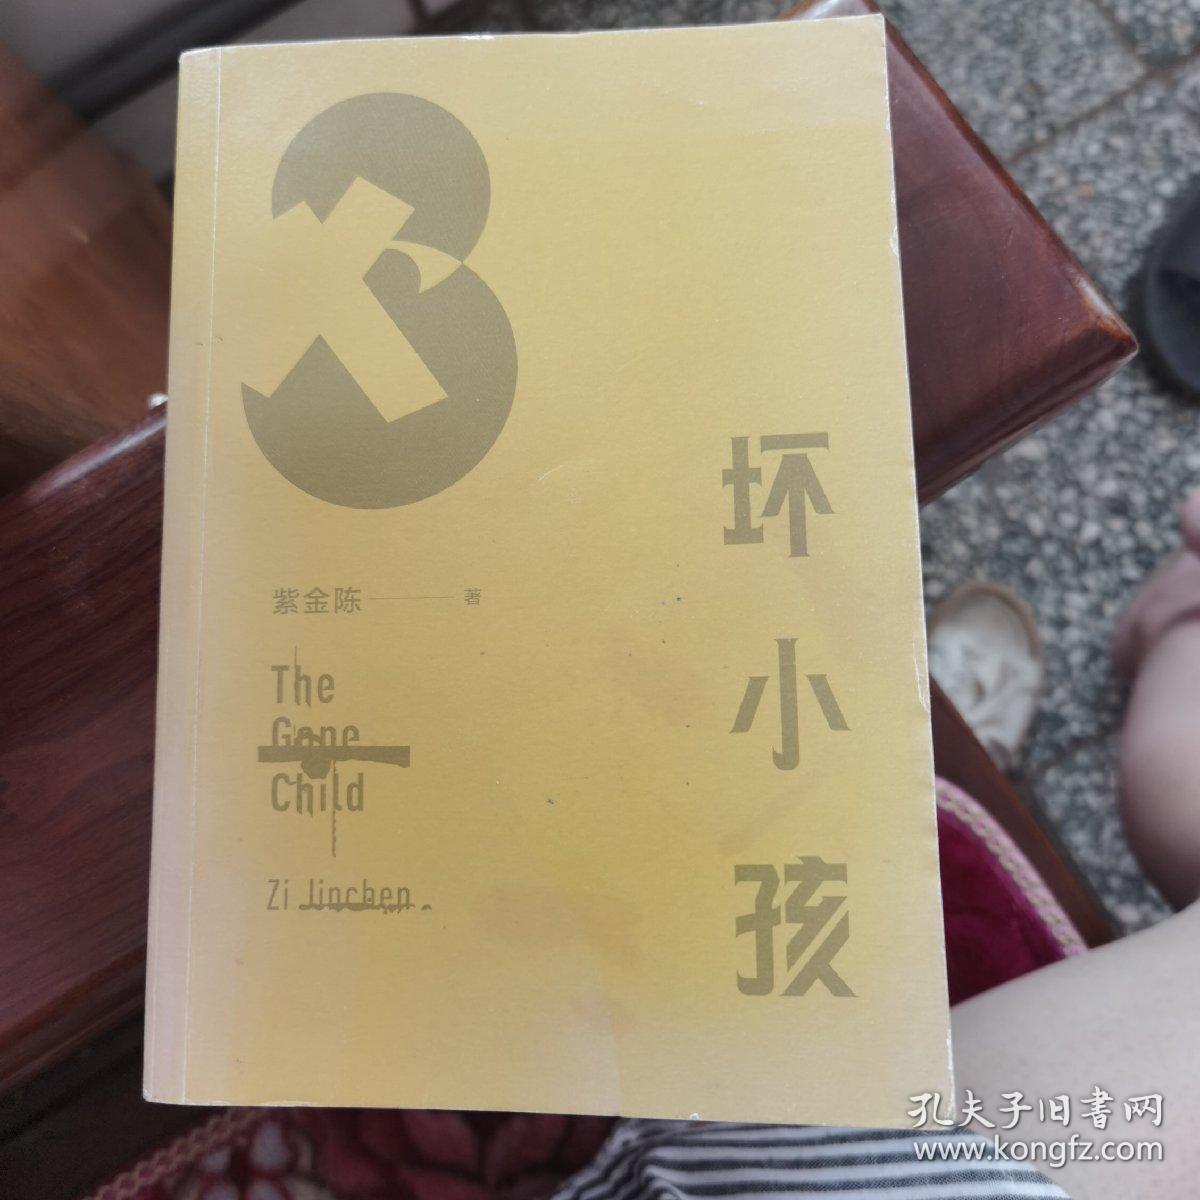 3
坏
小
孩
紫金陈 著
The
Gone
Child
Zi Jinchen
孔夫子旧書网
www.kongfz.com